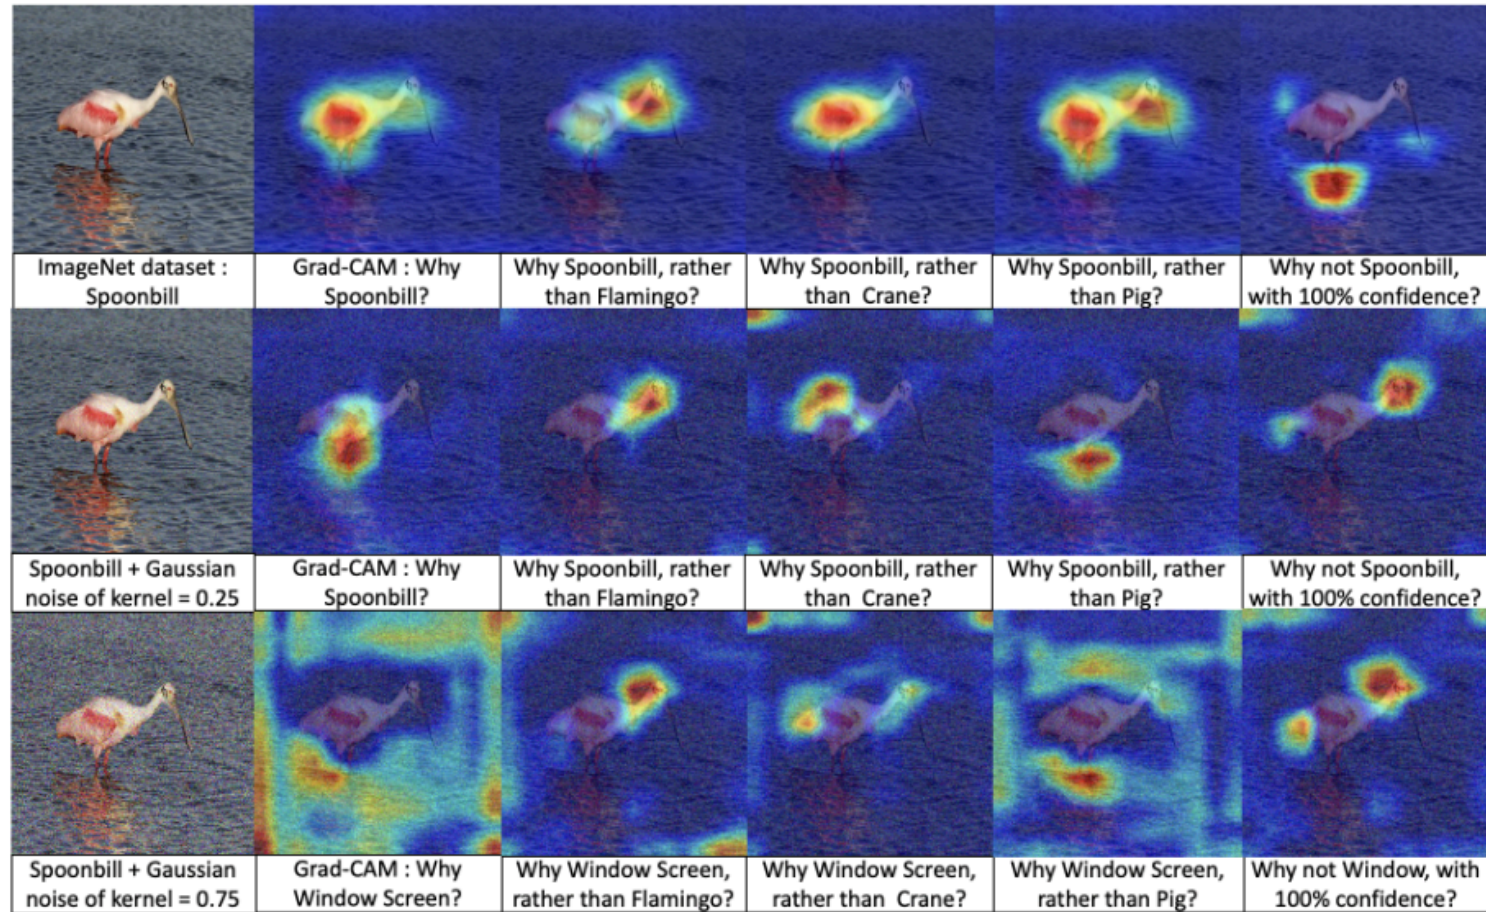 ImageNet dataset :
Spoonbill
Grad-CAM : Why
Spoonbill?
Why Spoonbill, rather
than Flamingo?
Why Spoonbill, rather
than  Crane?
Why Spoonbill, rather
than Pig?
Why not Spoonbill,
with 100% confidence?
Spoonbill + Gaussian
noise of kernel = 0.25
Grad-CAM : Why
Spoonbill?
Why Spoonbill, rather
than Flamingo?
Why Spoonbill, rather
than  Crane?
Why Spoonbill, rather
than Pig?
Why not Spoonbill,
with 100% confidence?
Spoonbill + Gaussian
noise of kernel = 0.75
Grad-CAM : Why
Window Screen?
Why Window Screen,
rather than Flamingo?
Why Window Screen,
rather than  Crane?
Why Window Screen,
rather than Pig?
Why not Window, with
100% confidence?